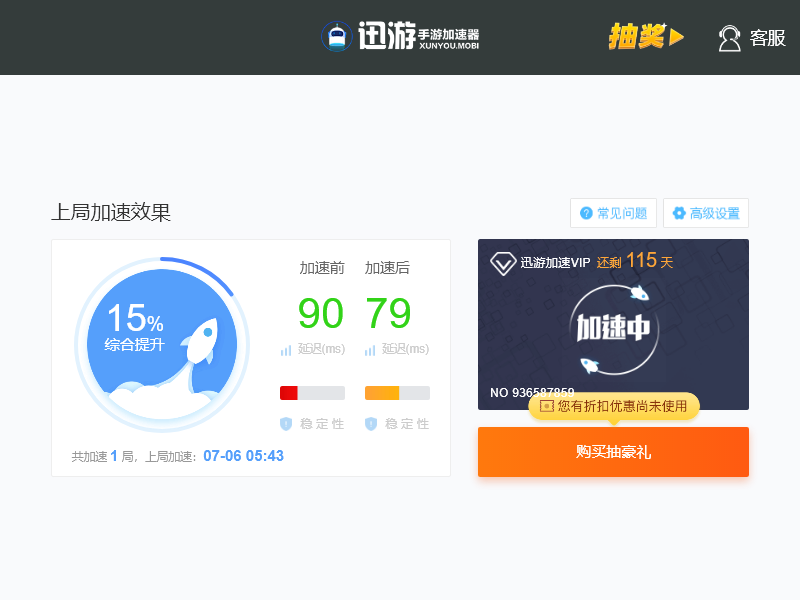 迅游手游加速器
XUNYOU.MOBI
抽奖
客服
上局加速效果
常见问题
高级设置
15%
综合提升
加速前 加速后
90 79
延迟(ms) 延迟(ms)
稳定性 稳定性
共加速 1 局，上局加速：07-06 05:43
迅游加速VIP 还剩 115 天
加速中
NO 936587859
您有折扣优惠尚未使用
购买抽豪礼